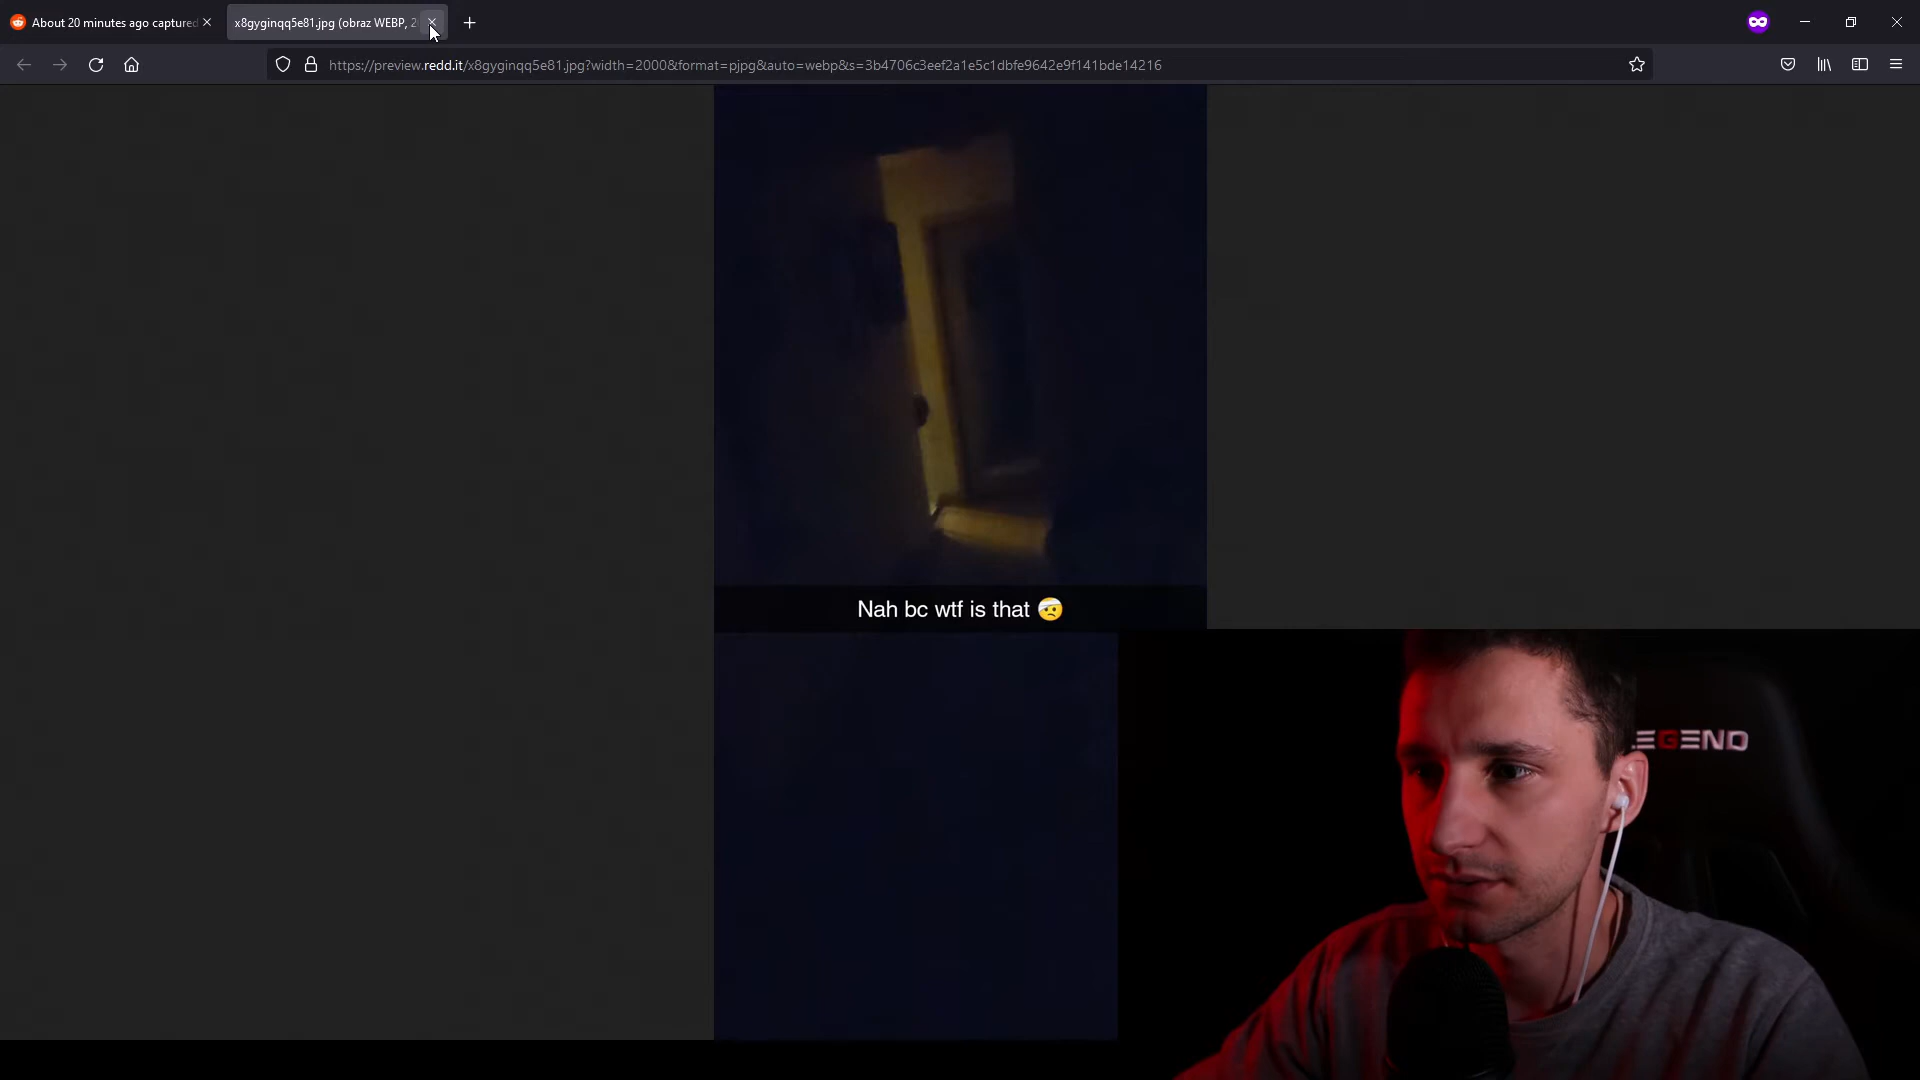 About 20 minutes ago captured
x8gyginqq5e81.jpg (obraz WEBP, 2
https://preview.redd.it/x8gyginqq5e81.jpg?width=2000&format=pjpg&auto=webp&s=3b4706c3eef2a1e5c1dbfe9642e9f141bde14216
Nah bc wtf is that 🤕
LEGEND